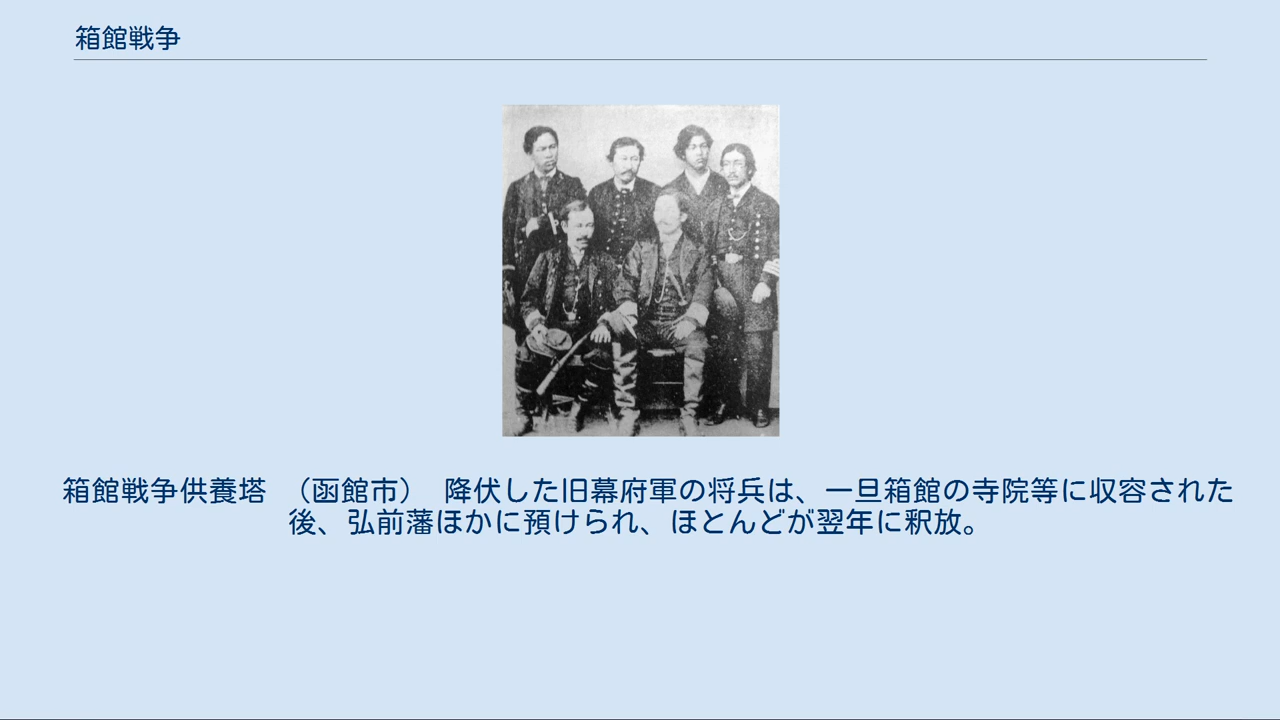 箱館戦争
箱館戦争供養塔　（函館市）　降伏した旧幕府軍の将兵は、一旦箱館の寺院等に収容された
後、弘前藩ほかに預けられ、ほとんどが翌年に釈放。